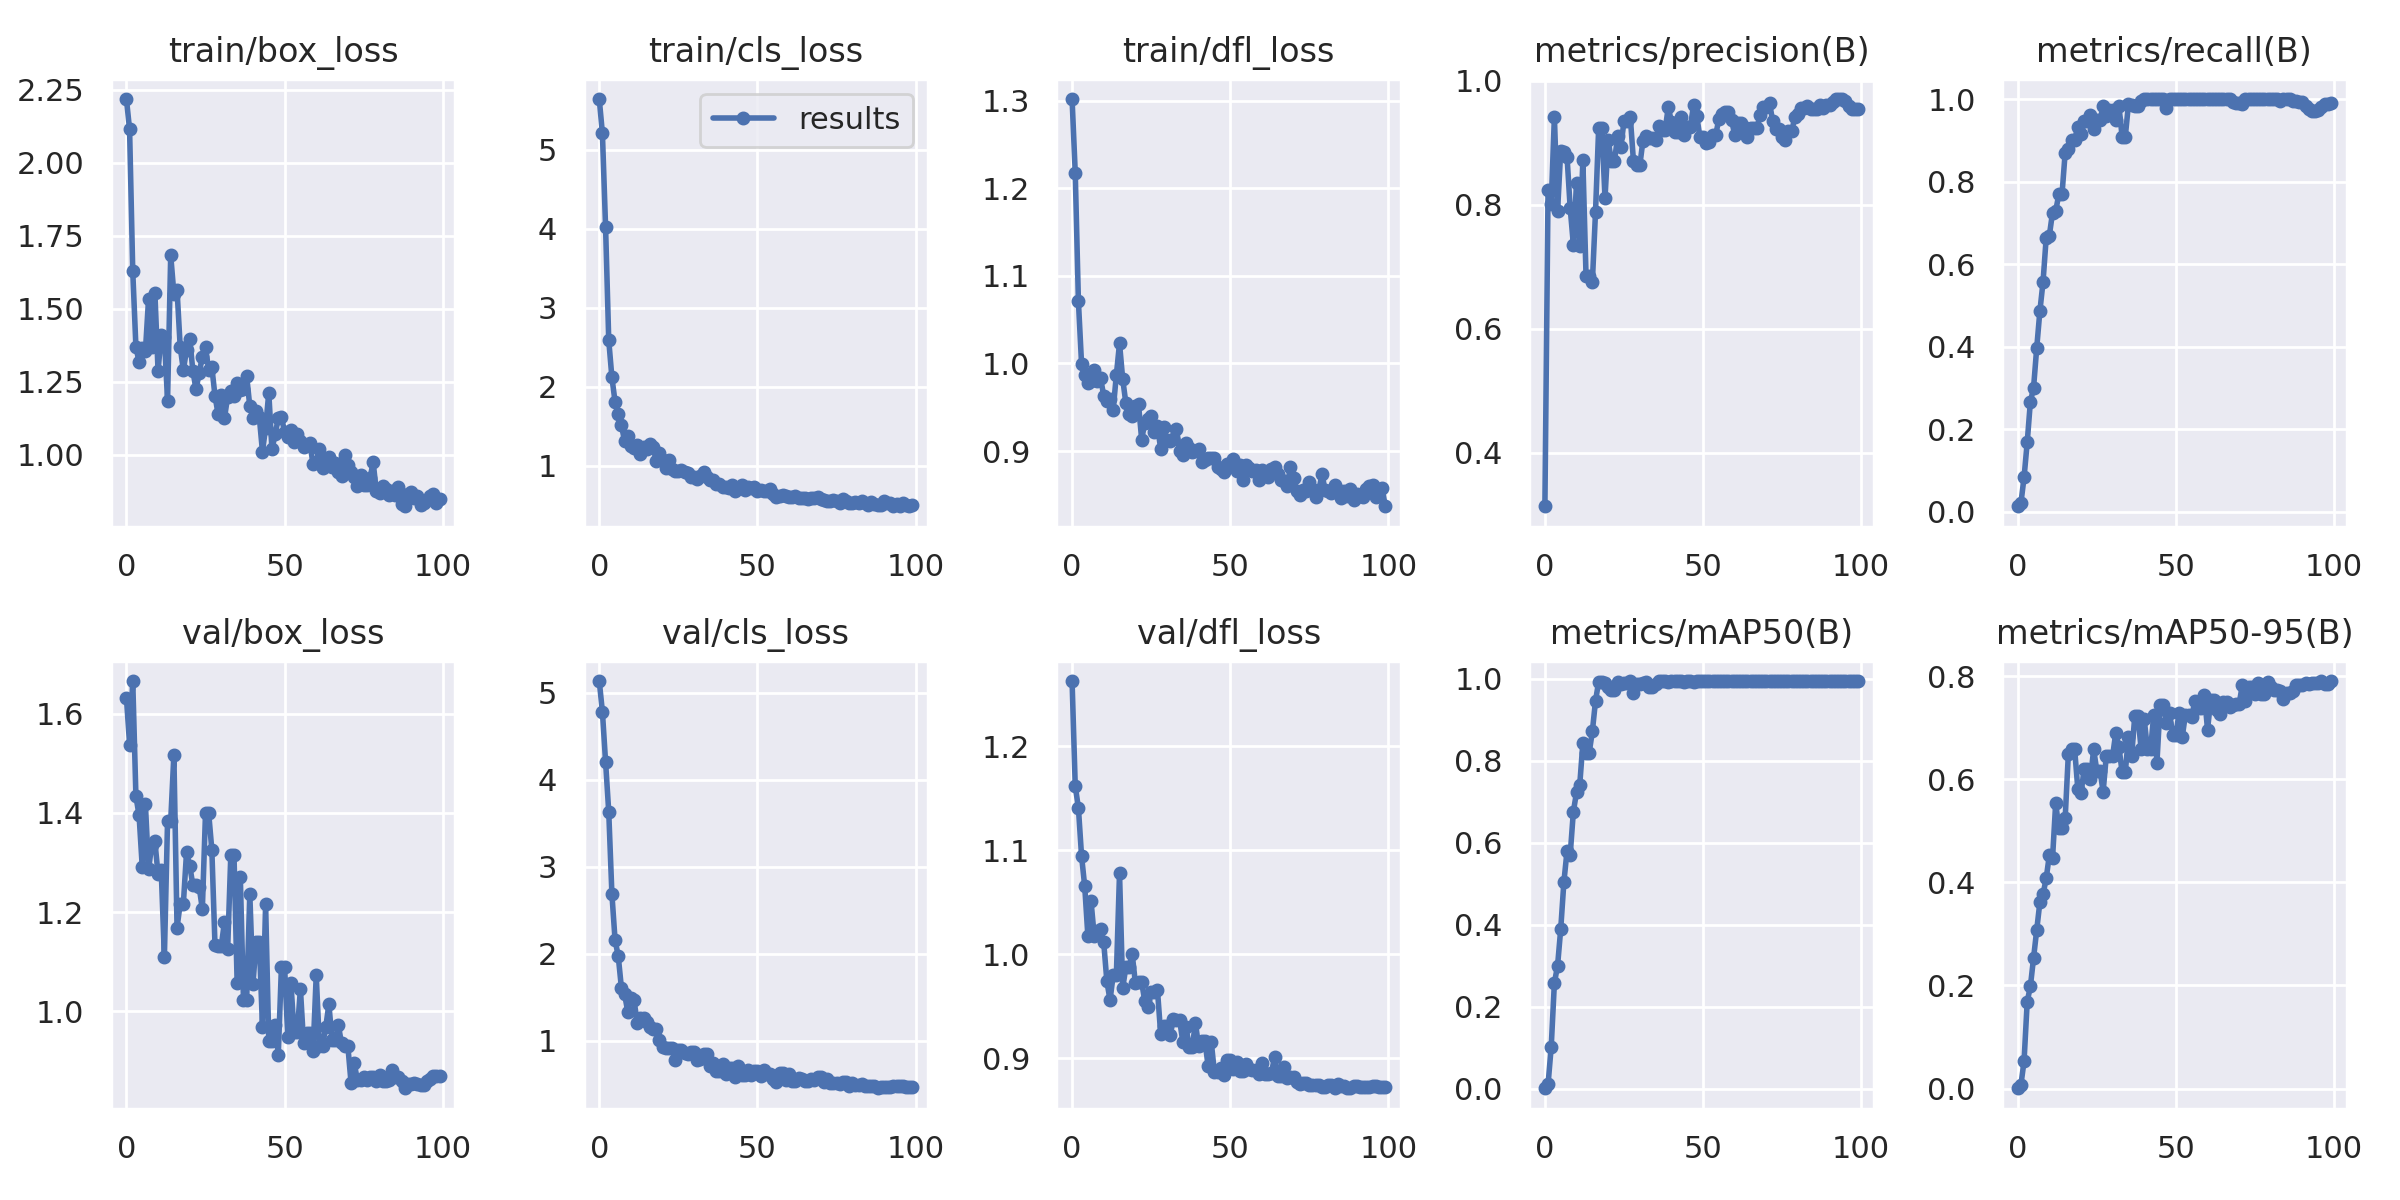 train/box_loss
2.25
2.00
1.75
1.50
1.25
1.00
0 50 100
train/cls_loss
results
5
4
3
2
1
0 50 100
train/dfl_loss
1.3
1.2
1.1
1.0
0.9
0 50 100
metrics/precision(B)
1.0
0.8
0.6
0.4
0 50 100
metrics/recall(B)
1.0
0.8
0.6
0.4
0.2
0.0
0 50 100
val/box_loss
1.6
1.4
1.2
1.0
0 50 100
val/cls_loss
5
4
3
2
1
0 50 100
val/dfl_loss
1.2
1.1
1.0
0.9
0 50 100
metrics/mAP50(B)
1.0
0.8
0.6
0.4
0.2
0.0
0 50 100
metrics/mAP50-95(B)
0.8
0.6
0.4
0.2
0.0
0 50 100